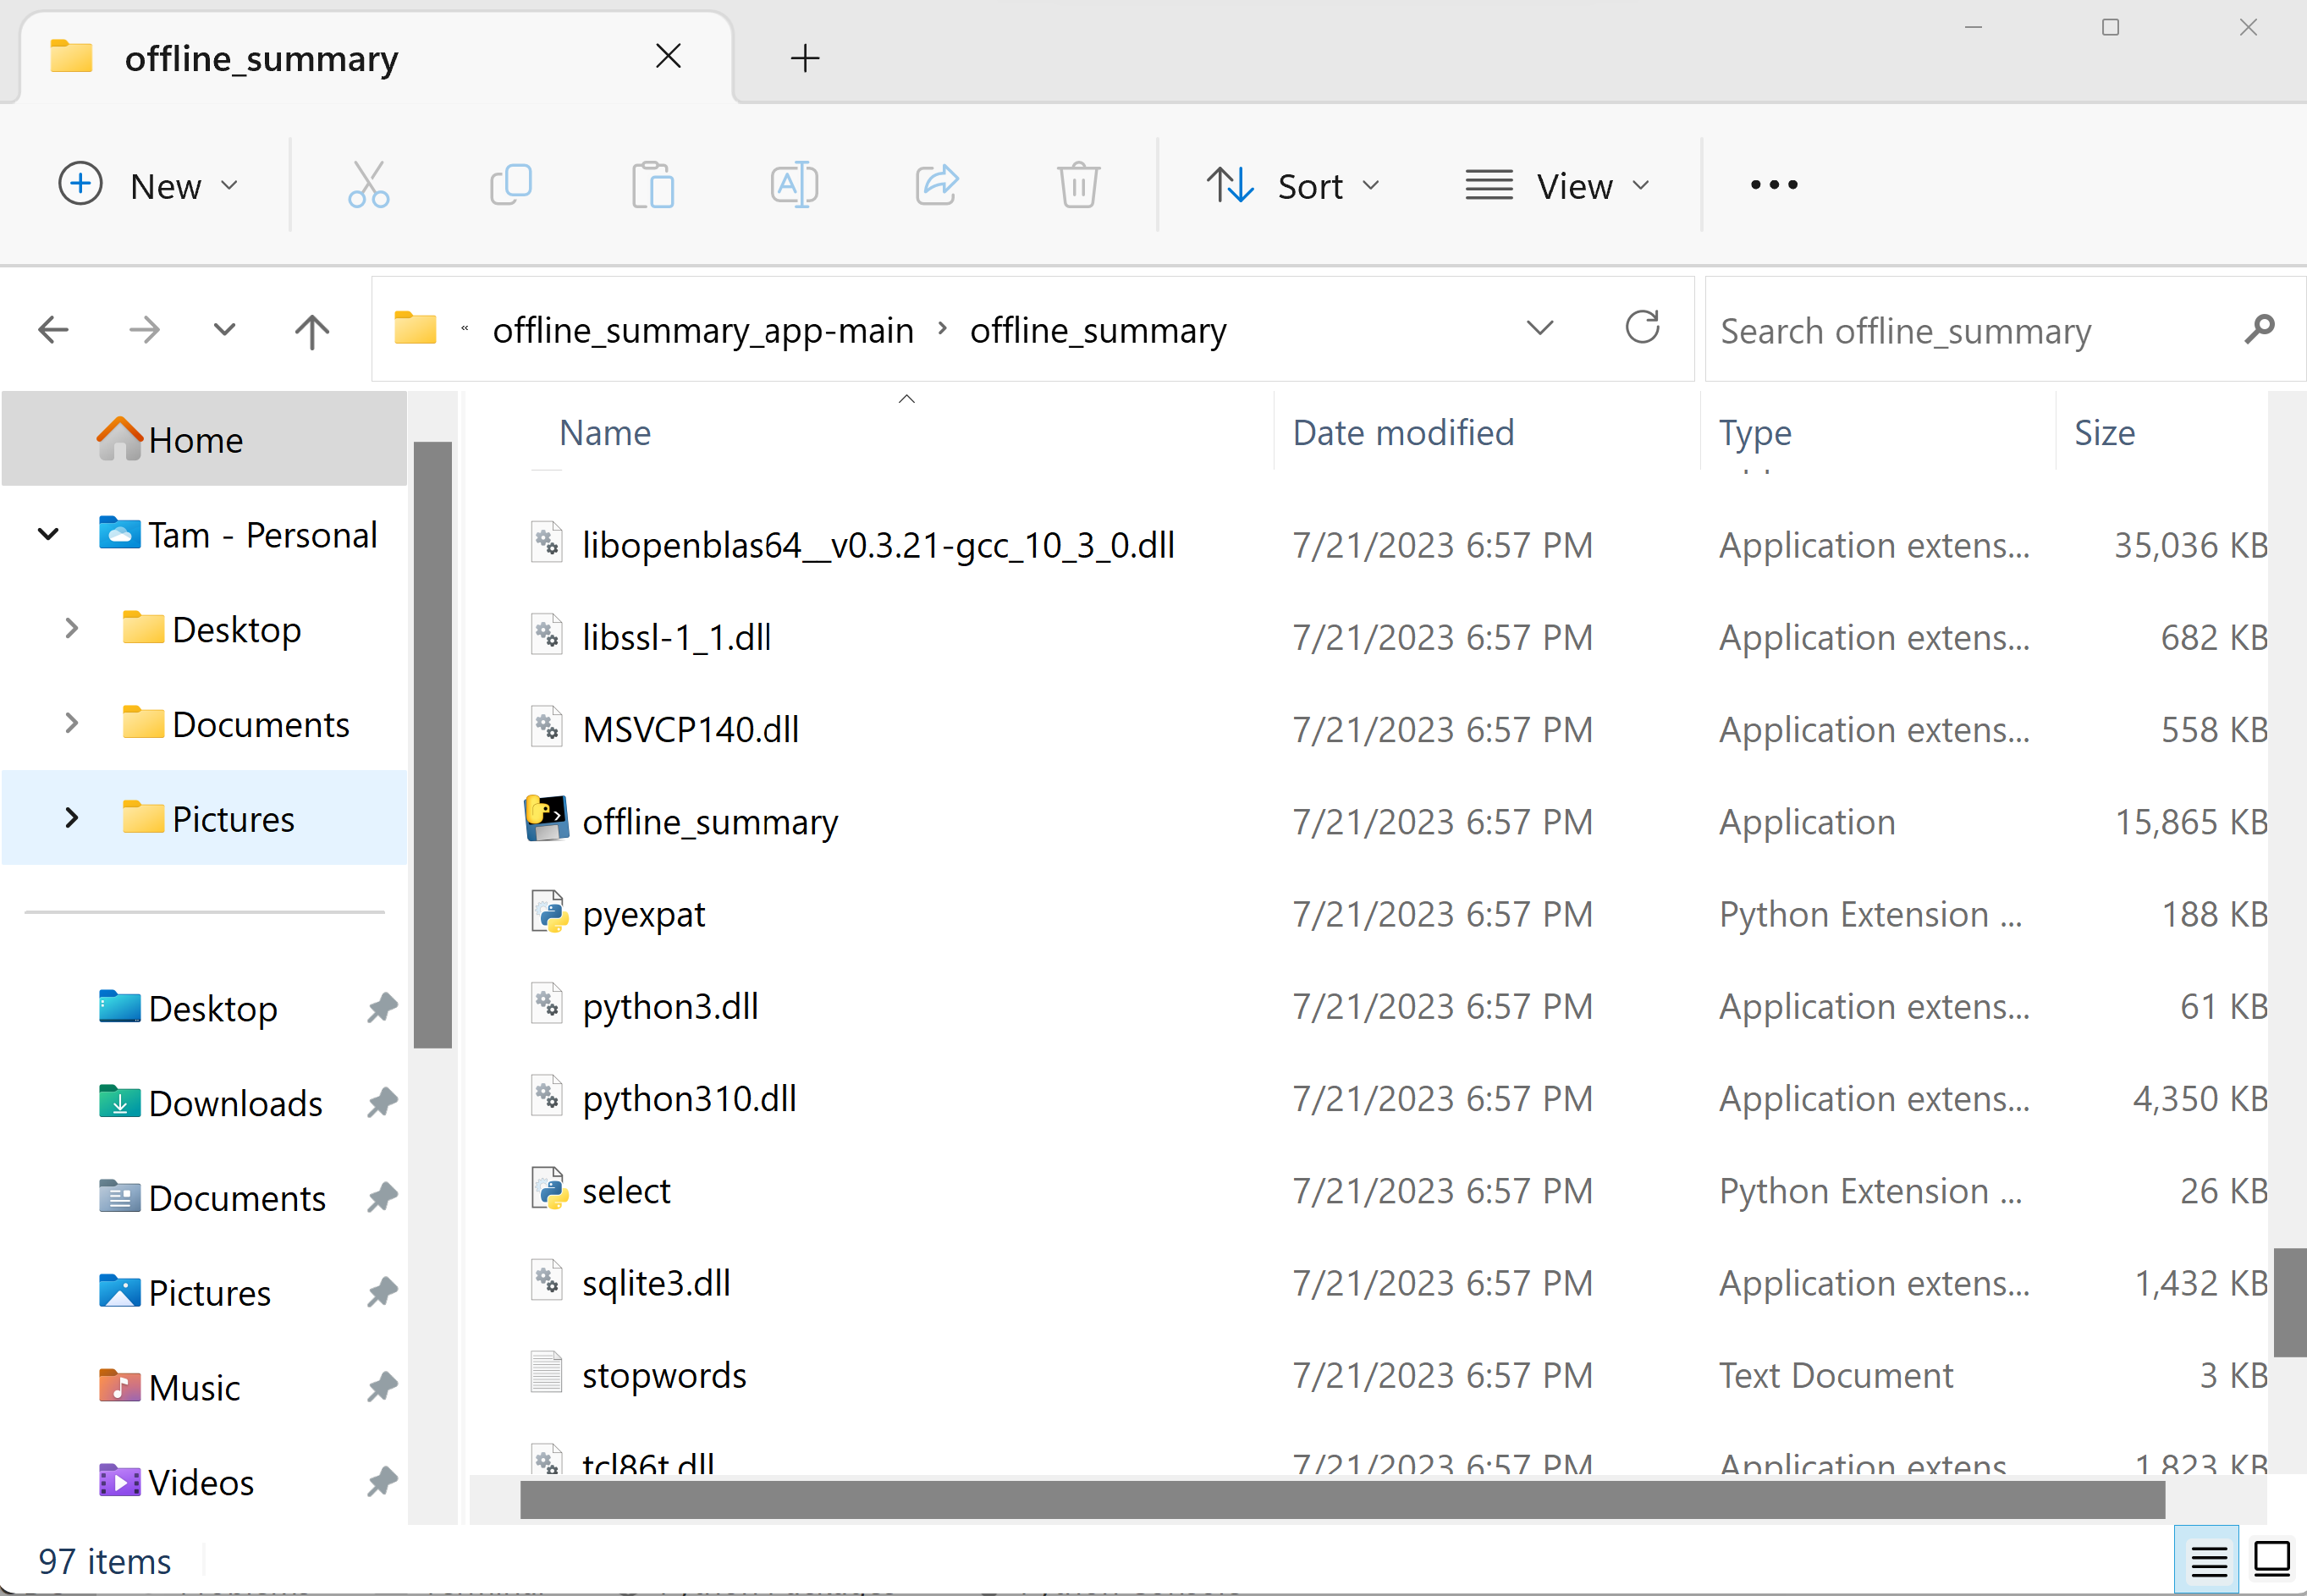 offline_summary
New
Sort
View
« offline_summary_app-main › offline_summary
Search offline_summary
Home
Tam - Personal
Desktop
Documents
Pictures
Desktop
Downloads
Documents
Pictures
Music
Videos
Name Date modified Type Size
libopenblas64__v0.3.21-gcc_10_3_0.dll 7/21/2023 6:57 PM Application extens... 35,036 KB
libssl-1_1.dll 7/21/2023 6:57 PM Application extens... 682 KB
MSVCP140.dll 7/21/2023 6:57 PM Application extens... 558 KB
offline_summary 7/21/2023 6:57 PM Application 15,865 KB
pyexpat 7/21/2023 6:57 PM Python Extension ... 188 KB
python3.dll 7/21/2023 6:57 PM Application extens... 61 KB
python310.dll 7/21/2023 6:57 PM Application extens... 4,350 KB
select 7/21/2023 6:57 PM Python Extension ... 26 KB
sqlite3.dll 7/21/2023 6:57 PM Application extens... 1,432 KB
stopwords 7/21/2023 6:57 PM Text Document 3 KB
tcl86t.dll 7/21/2023 6:57 PM Application extens 1,823 KB
97 items